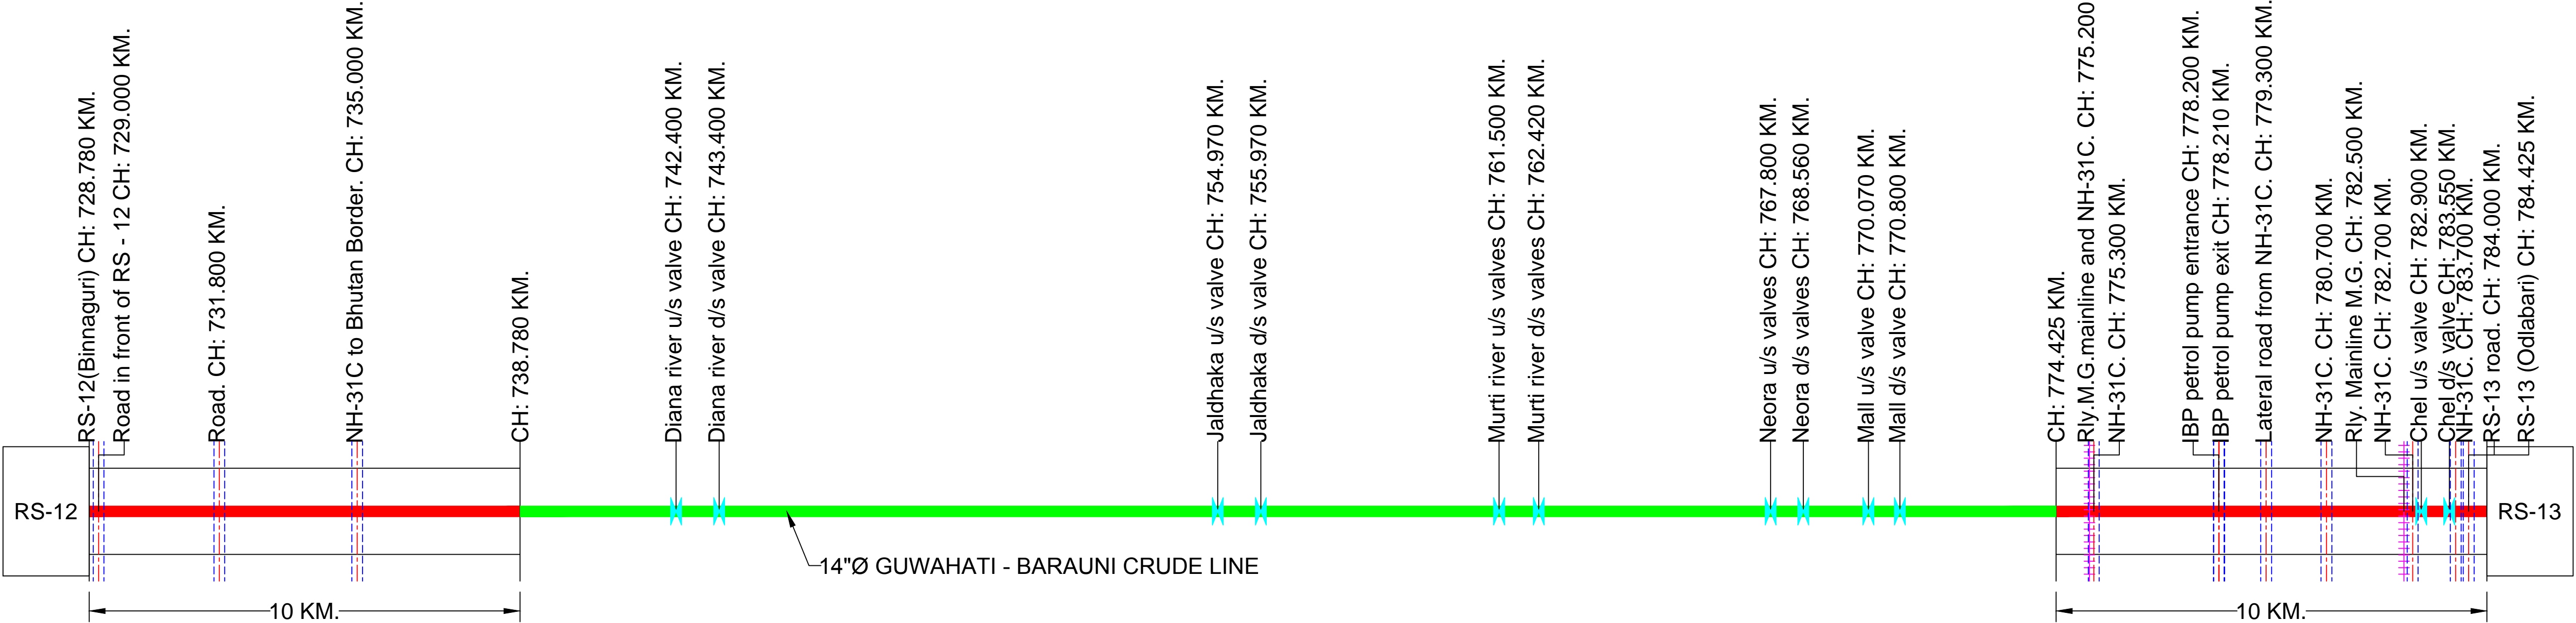 RS-12(Binnaguri) CH: 728.780 KM.
Road in front of RS - 12 CH: 729.000 KM.
Road. CH: 731.800 KM.
NH-31C to Bhutan Border. CH: 735.000 KM.
CH: 738.780 KM.
Diana river u/s valve CH: 742.400 KM.
Diana river d/s valve CH: 743.400 KM.
Jaldhaka u/s valve CH: 754.970 KM.
Jaldhaka d/s valve CH: 755.970 KM.
Murti river u/s valves CH: 761.500 KM.
Murti river d/s valves CH: 762.420 KM.
Neora u/s valves CH: 767.800 KM.
Neora d/s valves CH: 768.560 KM.
Mall u/s valve CH: 770.070 KM.
Mall d/s valve CH: 770.800 KM.
CH: 774.425 KM.
Rly.M.G.mainline and NH-31C. CH: 775.200
NH-31C. CH: 775.300 KM.
IBP petrol pump entrance CH: 778.200 KM.
IBP petrol pump exit CH: 778.210 KM.
Lateral road from NH-31C. CH: 779.300 KM.
NH-31C. CH: 780.700 KM.
Rly. Mainline M.G. CH: 782.500 KM.
NH-31C. CH: 782.700 KM.
Chel u/s valve CH: 782.900 KM.
Chel d/s valve CH: 783.550 KM.
NH-31C. CH: 783.700 KM.
RS-13 road. CH: 784.000 KM.
RS-13 (Odlabari) CH: 784.425 KM.
RS-12
RS-13
14"Ø GUWAHATI - BARAUNI CRUDE LINE
10 KM.
10 KM.